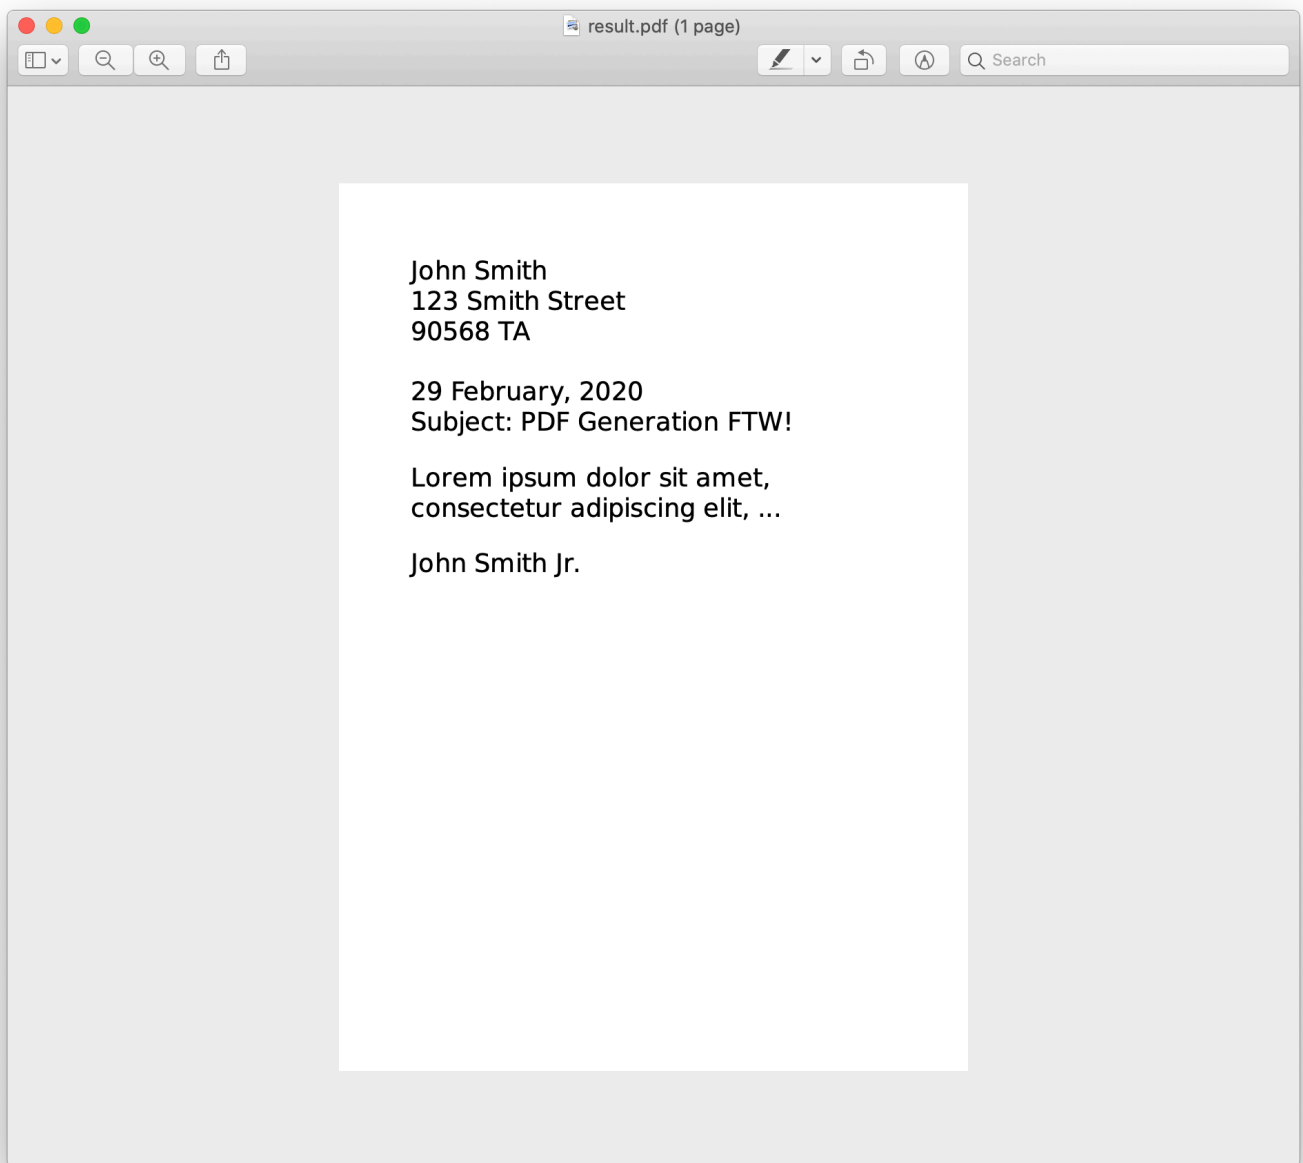 result.pdf (1 page)
Search
John Smith
123 Smith Street
90568 TA
29 February, 2020
Subject: PDF Generation FTW!
Lorem ipsum dolor sit amet,
consectetur adipiscing elit, ...
John Smith Jr.